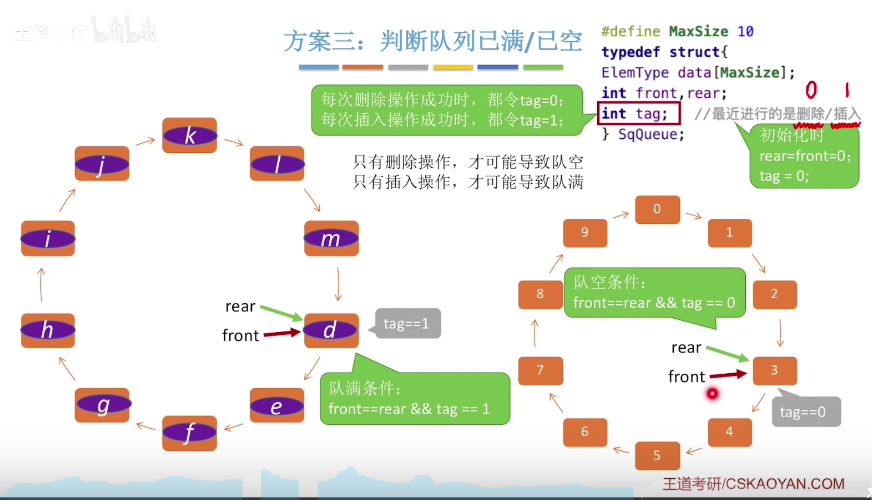 bilibili
方案三：判断队列已满/已空
#define MaxSize 10
typedef struct{
ElemType data[MaxSize];
int front,rear;
int tag; //最近进行的是删除/插入
} SqQueue;
0 1
每次删除操作成功时，都令tag=0；
每次插入操作成功时，都令tag=1；
初始化时
rear=front=0；
tag = 0;
只有删除操作，才可能导致队空
只有插入操作，才可能导致队满
k
l
m
d
e
f
g
h
i
j
rear
front
tag==1
队满条件：
front==rear && tag == 1
0
1
2
3
4
5
6
7
8
9
队空条件：
front==rear && tag == 0
rear
front
tag==0
王道考研/CSKAOYAN.COM